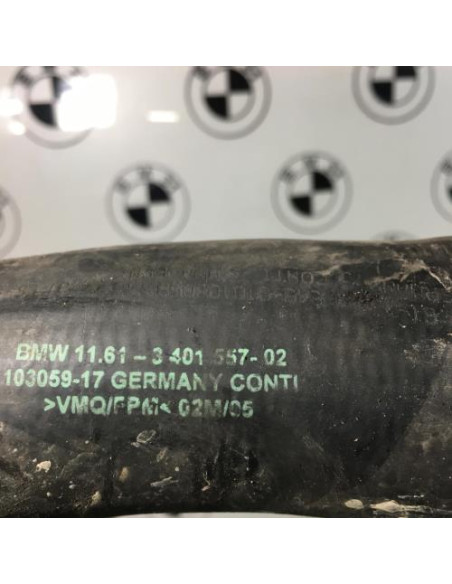 BMW 11.61 - 3 401 557- 02
103059-17 GERMANY CONTI
>VMQ/FPM< 02M/05